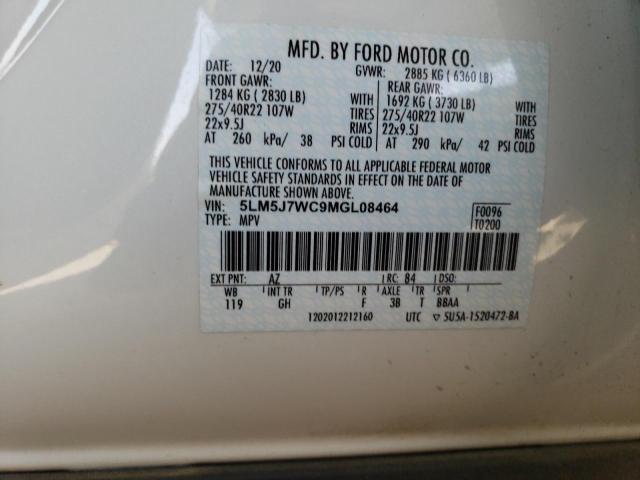 MFD. BY FORD MOTOR CO.
DATE: 12/20 GVWR: 2885 KG ( 6360 LB)
FRONT GAWR: REAR GAWR:
1284 KG ( 2830 LB) WITH 1692 KG ( 3730 LB) WITH
275/40R22 107W TIRES 275/40R22 107W TIRES
22x9.5J RIMS 22x9.5J RIMS
AT 260 kPa/ 38 PSI COLD AT 290 kPa/ 42 PSI COLD
THIS VEHICLE CONFORMS TO ALL APPLICABLE FEDERAL MOTOR
VEHICLE SAFETY STANDARDS IN EFFECT ON THE DATE OF
MANUFACTURE SHOWN ABOVE.
VIN: 5LM5J7WC9MGL08464 F0096
TYPE: MPV T0200
EXT PNT: AZ RC: 84 DSO:
WB INT TR TP/PS R AXLE TR SPR
119 GH F 3B T BBAA
1202012212160 UTC ▽ 5U5A-1520472-BA